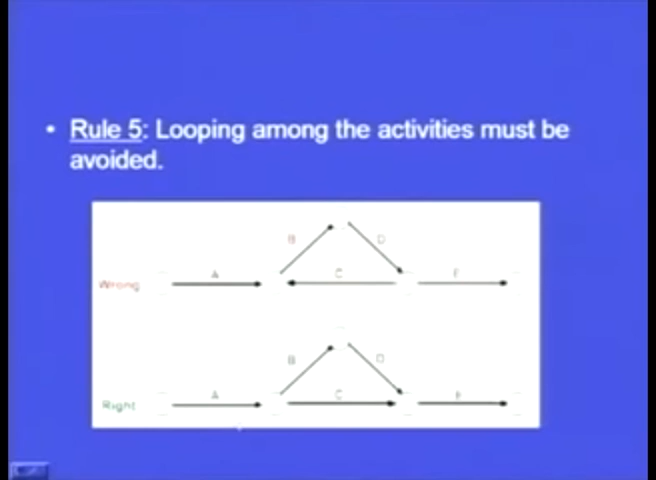 • Rule 5: Looping among the activities must be
avoided.
B D
Wrong A C F
B D
Right A C F